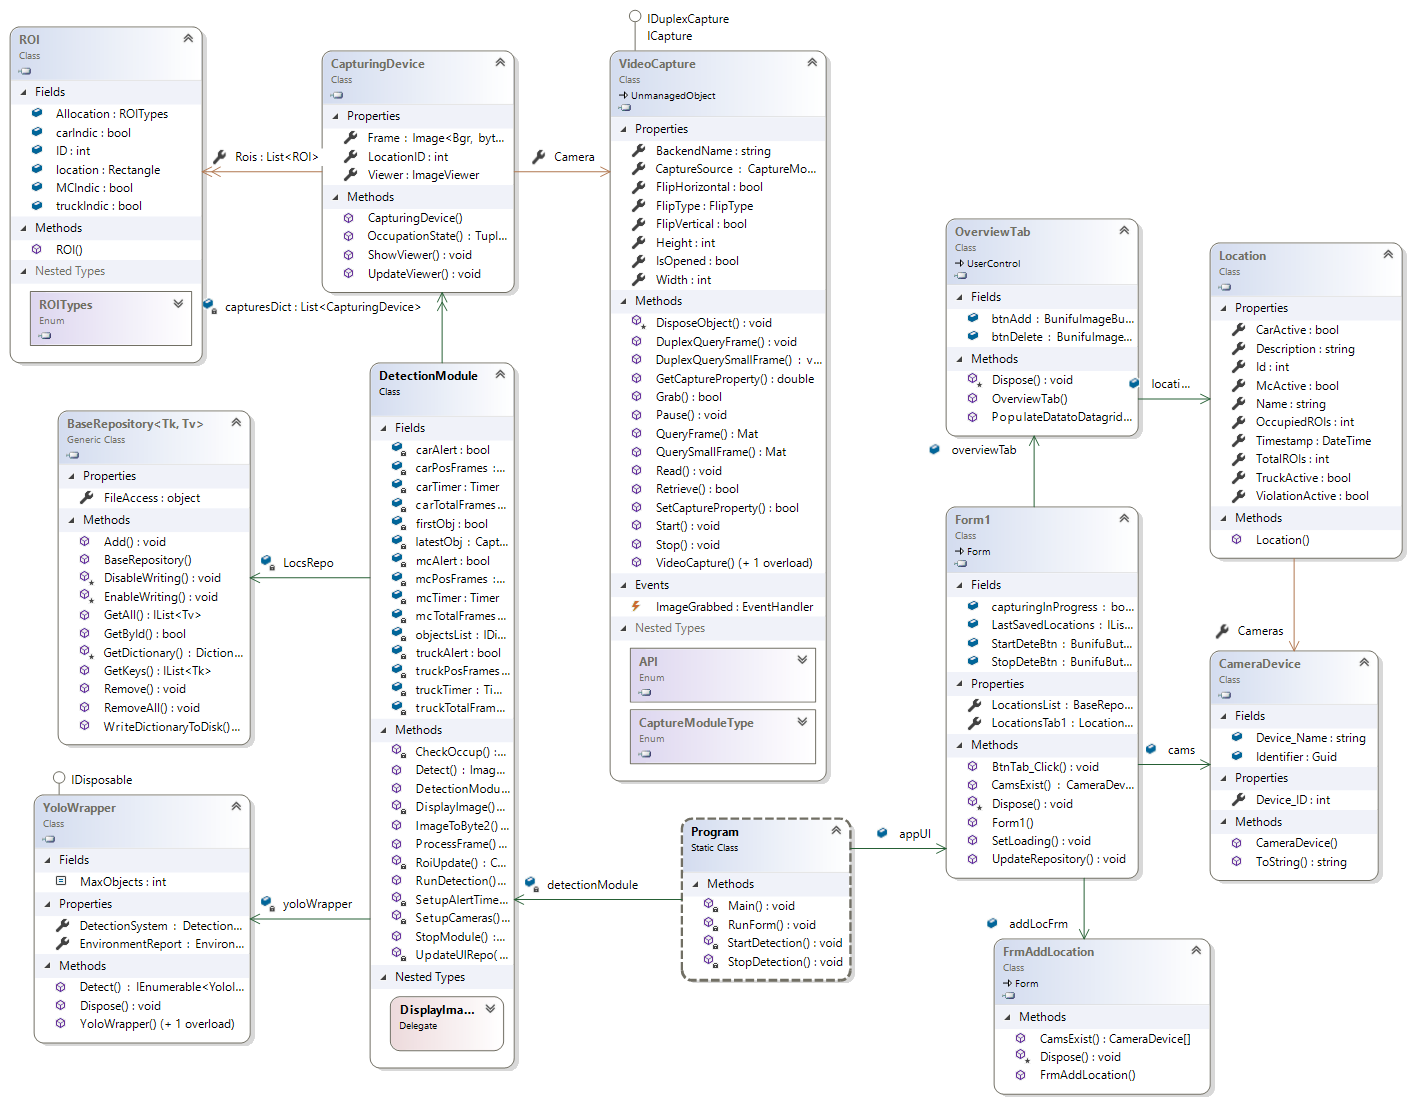 ROI
Class
Fields
Allocation : ROITypes
carIndic : bool
ID : int
location : Rectangle
MCIndic : bool
truckIndic : bool
Methods
ROI()
Nested Types
ROITypes
Enum
Rois : List<ROI>
CapturingDevice
Class
Properties
Frame : Image<Bgr, byt...
LocationID : int
Viewer : ImageViewer
Methods
CapturingDevice()
OccupationState() : Tupl...
ShowViewer() : void
UpdateViewer() : void
Camera
capturesDict : List<CapturingDevice>
IDuplexCapture
ICapture
VideoCapture
Class
UnmanagedObject
Properties
BackendName : string
CaptureSource : CaptureMo...
FlipHorizontal : bool
FlipType : FlipType
FlipVertical : bool
Height : int
IsOpened : bool
Width : int
Methods
DisposeObject() : void
DuplexQueryFrame() : void
DuplexQuerySmallFrame() : v...
GetCaptureProperty() : double
Grab() : bool
Pause() : void
QueryFrame() : Mat
QuerySmallFrame() : Mat
Read() : void
Retrieve() : bool
SetCaptureProperty() : bool
Start() : void
Stop() : void
VideoCapture() (+ 1 overload)
Events
ImageGrabbed : EventHandler
Nested Types
API
Enum
CaptureModuleType
Enum
BaseRepository<Tk, Tv>
Generic Class
Properties
FileAccess : object
Methods
Add() : void
BaseRepository()
DisableWriting() : void
EnableWriting() : void
GetAll() : IList<Tv>
GetById() : bool
GetDictionary() : Diction...
GetKeys() : IList<Tk>
Remove() : void
RemoveAll() : void
WriteDictionaryToDisk()...
LocsRepo
DetectionModule
Class
Fields
carAlert : bool
carPosFrames :...
carTimer : Timer
carTotalFrames...
firstObj : bool
latestObj : Capt...
mcAlert : bool
mcPosFrames :...
mcTimer : Timer
mcTotalFrames...
objectsList : IDi...
truckAlert : bool
truckPosFrames...
truckTimer : Ti...
truckTotalFram...
Methods
CheckOccup() :...
Detect() : Imag...
DetectionModu...
DisplayImage()...
ImageToByte2()...
ProcessFrame()...
RoiUpdate() : C...
RunDetection()...
SetupAlertTime...
SetupCameras()...
StopModule() :...
UpdateUIRepo(...
Nested Types
DisplayIma...
Delegate
IDisposable
YoloWrapper
Class
Fields
MaxObjects : int
Properties
DetectionSystem : Detection...
EnvironmentReport : Environ...
Methods
Detect() : IEnumerable<YoloI...
Dispose() : void
YoloWrapper() (+ 1 overload)
yoloWrapper
detectionModule
Program
Static Class
Methods
Main() : void
RunForm() : void
StartDetection() : void
StopDetection() : void
appUI
OverviewTab
Class
UserControl
Fields
btnAdd : BunifuImageBu...
btnDelete : BunifuImage...
Methods
Dispose() : void
OverviewTab()
PopulateDatatoDatagrid...
locati...
overviewTab
Location
Class
Properties
CarActive : bool
Description : string
Id : int
McActive : bool
Name : string
OccupiedROIs : int
Timestamp : DateTime
TotalROIs : int
TruckActive : bool
ViolationActive : bool
Methods
Location()
Cameras
Form1
Class
Form
Fields
capturingInProgress : bo...
LastSavedLocations : ILis...
StartDeteBtn : BunifuBut...
StopDeteBtn : BunifuBut...
Properties
LocationsList : BaseRepo...
LocationsTab1 : Location...
Methods
BtnTab_Click() : void
CamsExist() : CameraDev...
Dispose() : void
Form1()
SetLoading() : void
UpdateRepository() : void
cams
CameraDevice
Class
Fields
Device_Name : string
Identifier : Guid
Properties
Device_ID : int
Methods
CameraDevice()
ToString() : string
addLocFrm
FrmAddLocation
Class
Form
Methods
CamsExist() : CameraDevice[]
Dispose() : void
FrmAddLocation()